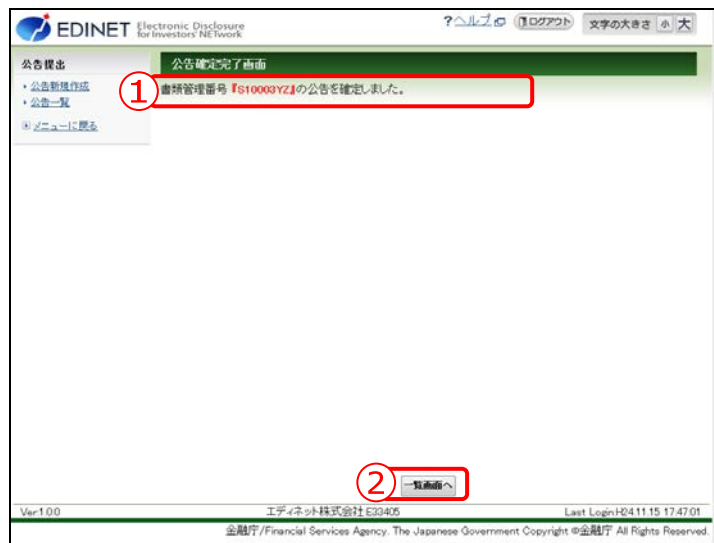 EDINET Electronic Disclosure for Investors' NETwork
?ヘルプ ログアウト 文字の大きさ 小 大
公告提出
・公告新規作成
・公告一覧
メニューに戻る
公告確定完了画面
① 書類管理番号『S10003YZ』の公告を確定しました。
② 一覧画面へ
Ver.1.0.0 エディネット株式会社:E33405 Last Login:H24.11.15 17:47:01
金融庁/Financial Services Agency. The Japanese Government Copyright ©金融庁 All Rights Reserved.